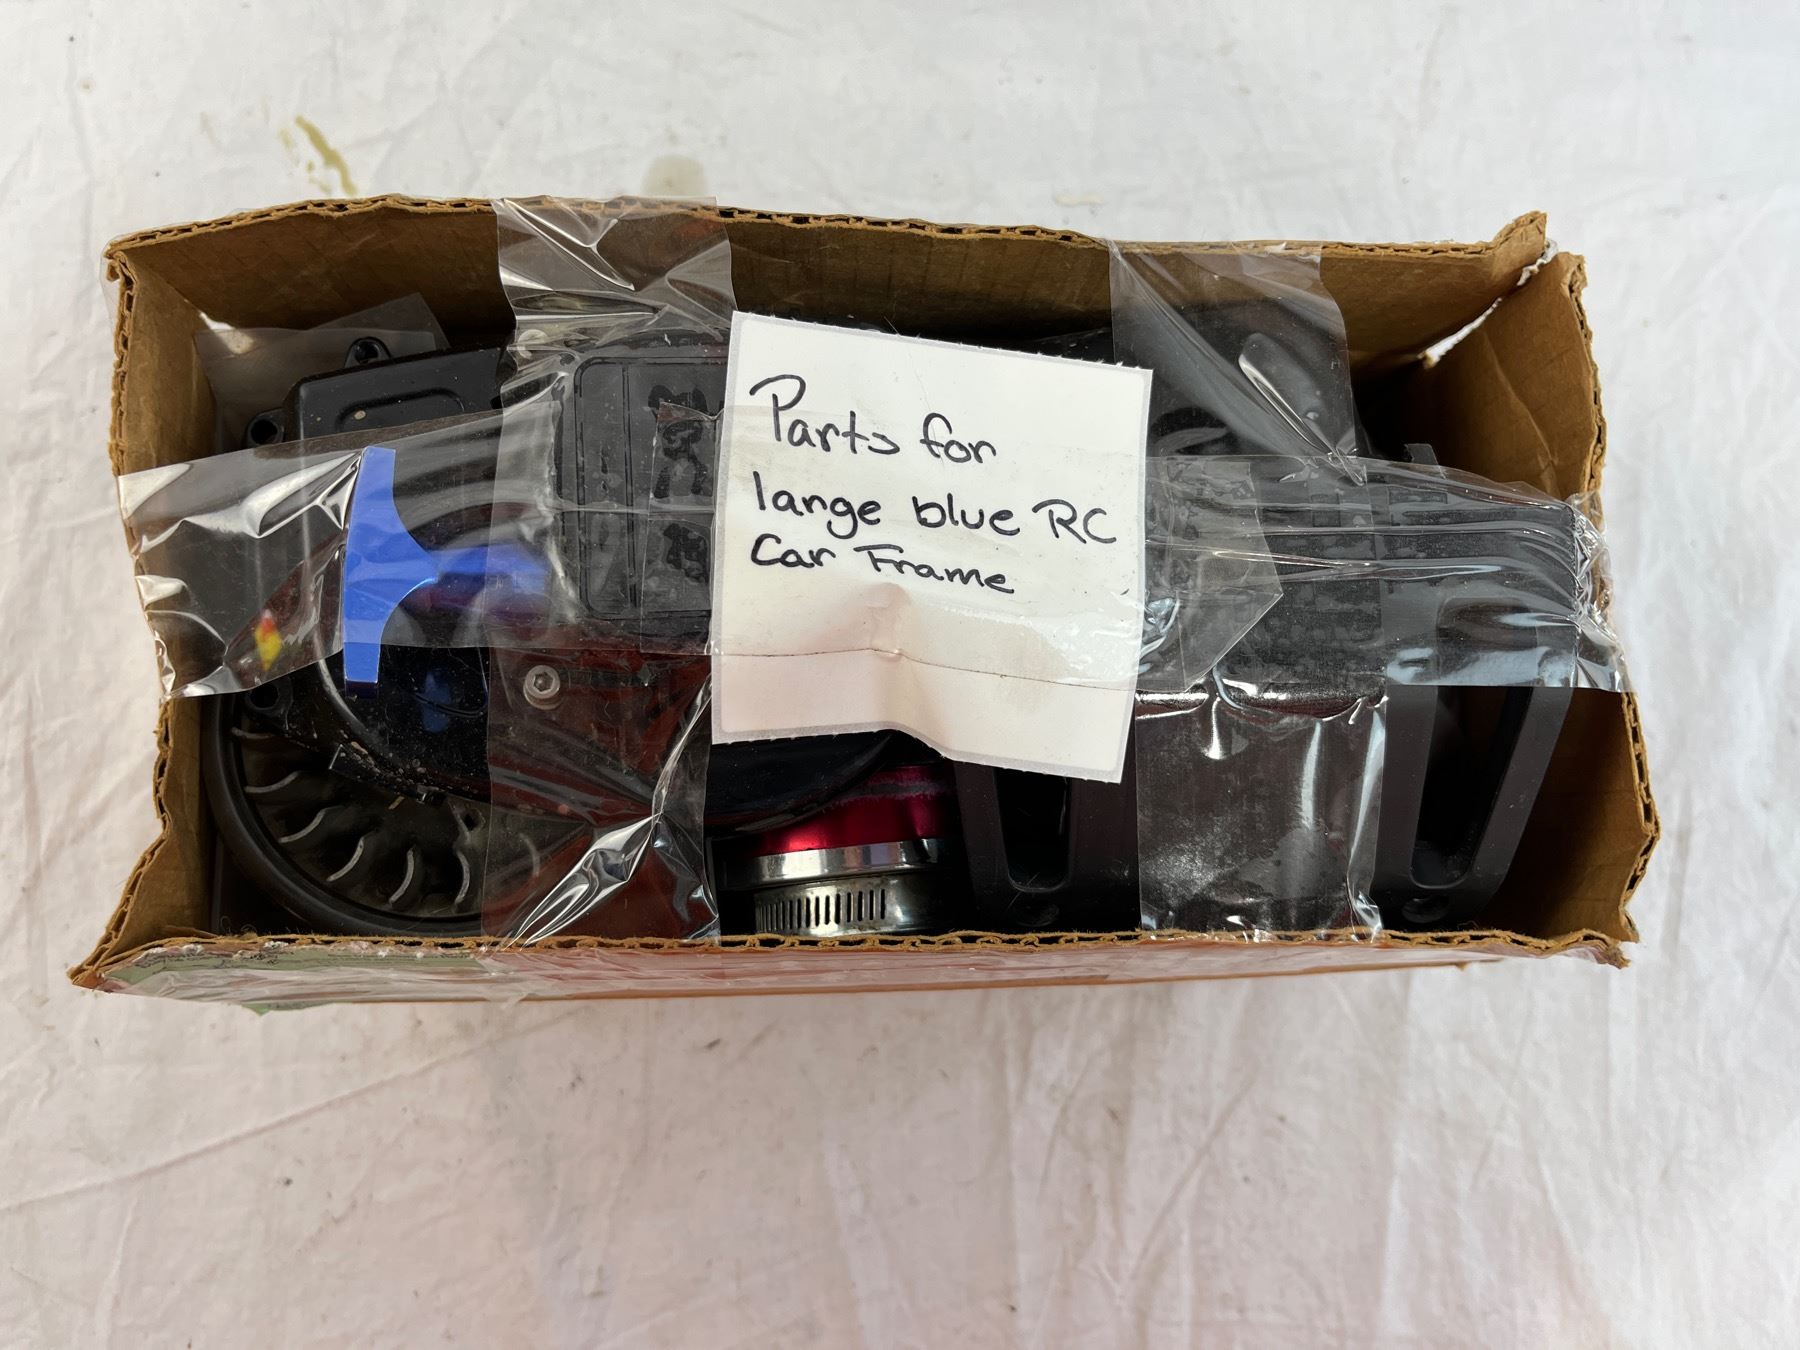 Parts for
large blue RC
Car Frame